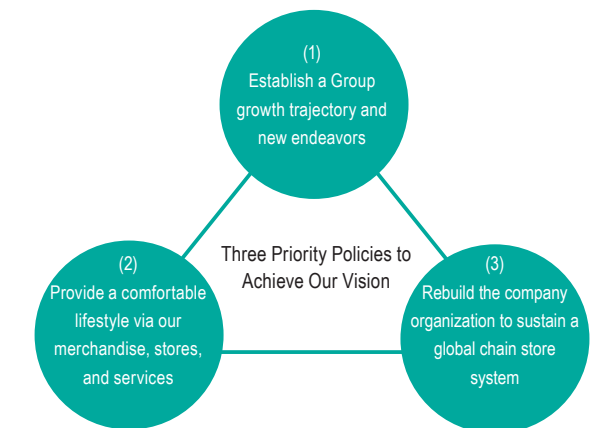 (1)
Establish a Group
growth trajectory and
new endeavors
Three Priority Policies to
Achieve Our Vision
(2)
Provide a comfortable
lifestyle via our
merchandise, stores,
and services
(3)
Rebuild the company
organization to sustain a
global chain store
system